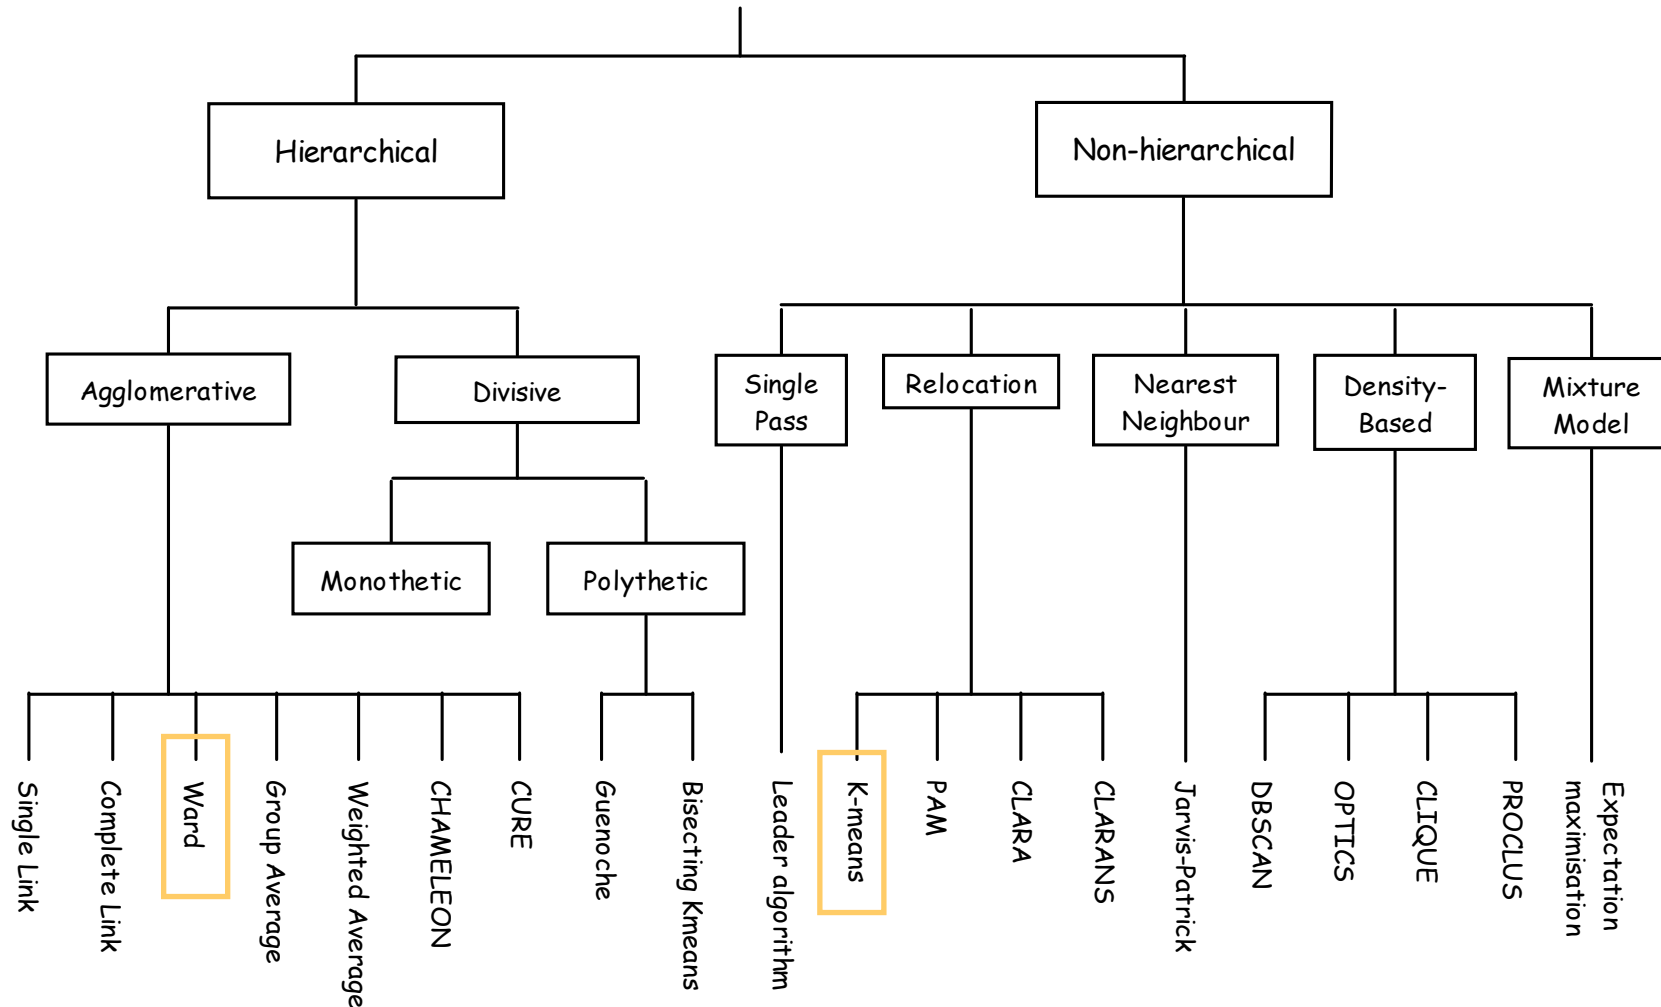 Hierarchical
Non-hierarchical
Agglomerative
Divisive
Single
Pass
Relocation
Nearest
Neighbour
Density-
Based
Mixture
Model
Monothetic
Polythetic
Single Link
Complete Link
Ward
Group Average
Weighted Average
CHAMELEON
CURE
Guenoche
Bisecting Kmeans
Leader algorithm
K-means
PAM
CLARA
CLARANS
Jarvis-Patrick
DBSCAN
OPTICS
CLIQUE
PROCLUS
Expectation
maximisation